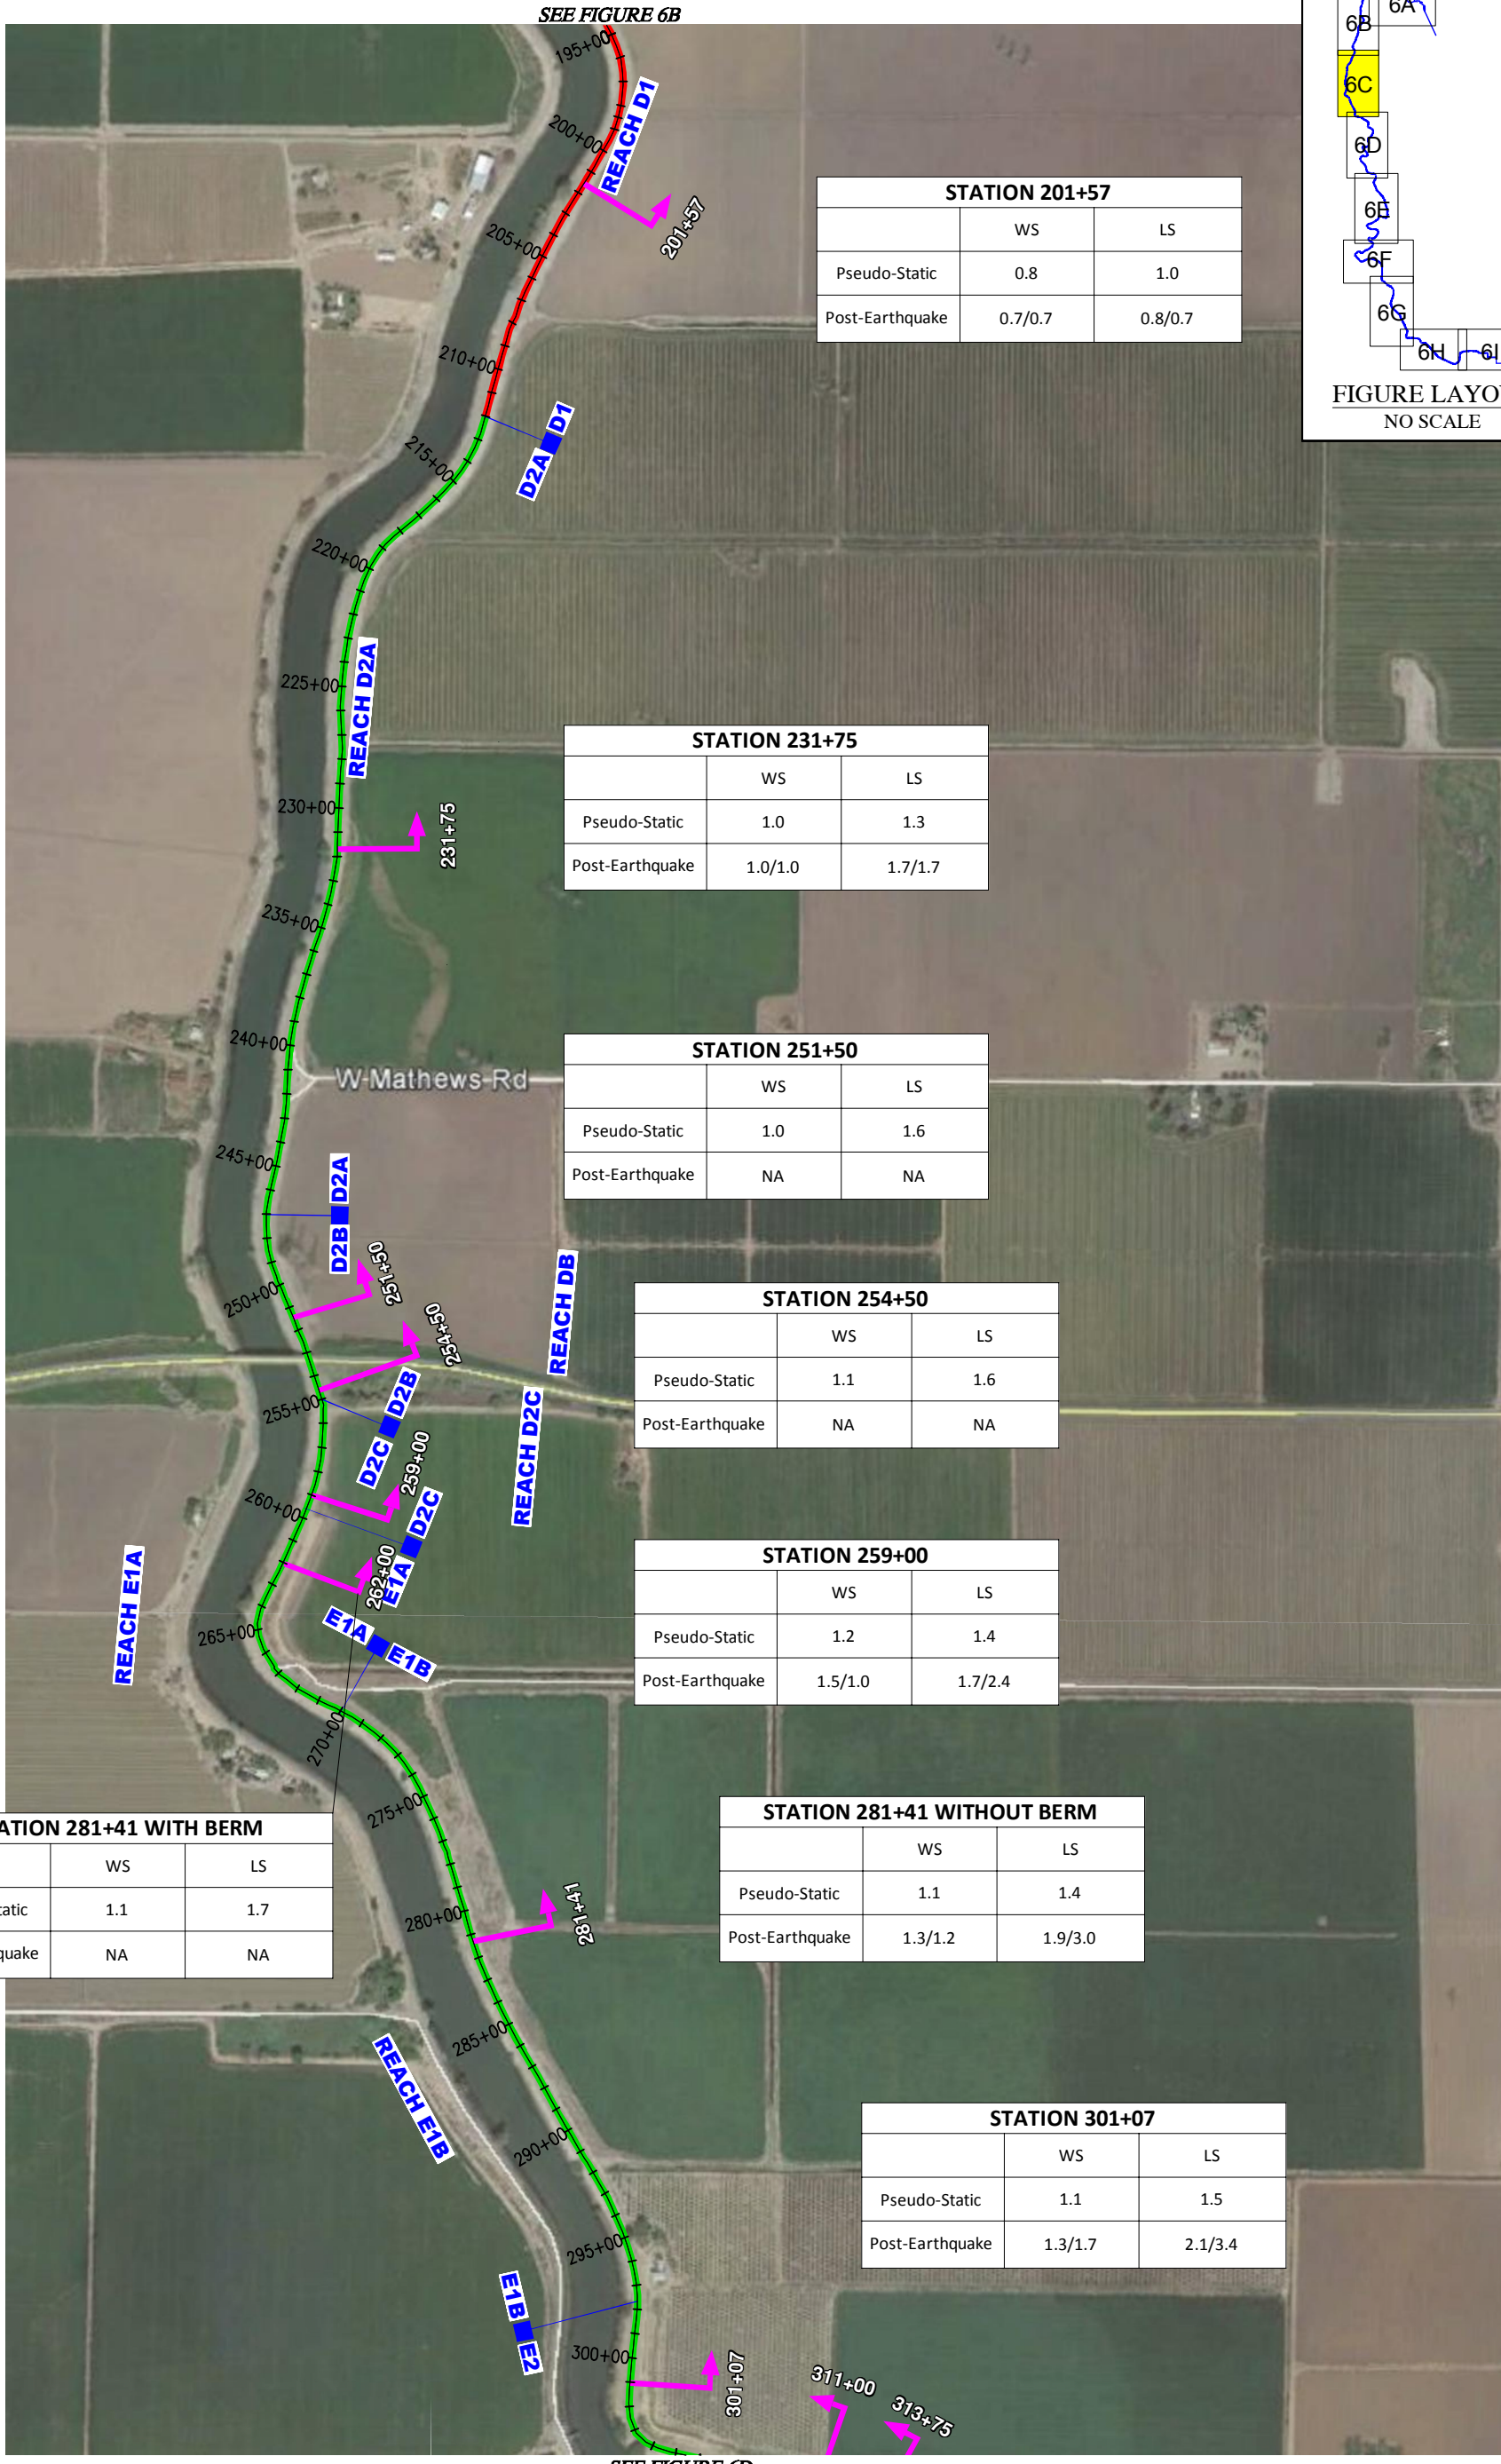 SEE FIGURE 6B
6A
6B
6C
6D
6E
6F
6G
6H
6I
FIGURE LAYO
NO SCALE
195+00
REACH D1
200+00
201+57
205+00
210+00
D1
D2A
215+00
220+00
REACH D2A
225+00
230+00
231+75
235+00
240+00
W Mathews Rd
245+00
D2A
D2B
251+50
250+00
254+50
REACH DB
255+00
D2B
D2C
259+00
REACH D2C
260+00
D2C
E1A
262+00
REACH E1A
265+00
E1A
E1B
270+00
275+00
280+00
281+41
285+00
REACH E1B
290+00
295+00
E1B
E2
300+00
301+07
311+00
313+75
STATION 201+57
WS LS
Pseudo-Static 0.8 1.0
Post-Earthquake 0.7/0.7 0.8/0.7
STATION 231+75
WS LS
Pseudo-Static 1.0 1.3
Post-Earthquake 1.0/1.0 1.7/1.7
STATION 251+50
WS LS
Pseudo-Static 1.0 1.6
Post-Earthquake NA NA
STATION 254+50
WS LS
Pseudo-Static 1.1 1.6
Post-Earthquake NA NA
STATION 259+00
WS LS
Pseudo-Static 1.2 1.4
Post-Earthquake 1.5/1.0 1.7/2.4
ATION 281+41 WITH BERM
WS LS
tatic 1.1 1.7
quake NA NA
STATION 281+41 WITHOUT BERM
WS LS
Pseudo-Static 1.1 1.4
Post-Earthquake 1.3/1.2 1.9/3.0
STATION 301+07
WS LS
Pseudo-Static 1.1 1.5
Post-Earthquake 1.3/1.7 2.1/3.4
SEE FIGURE 6D